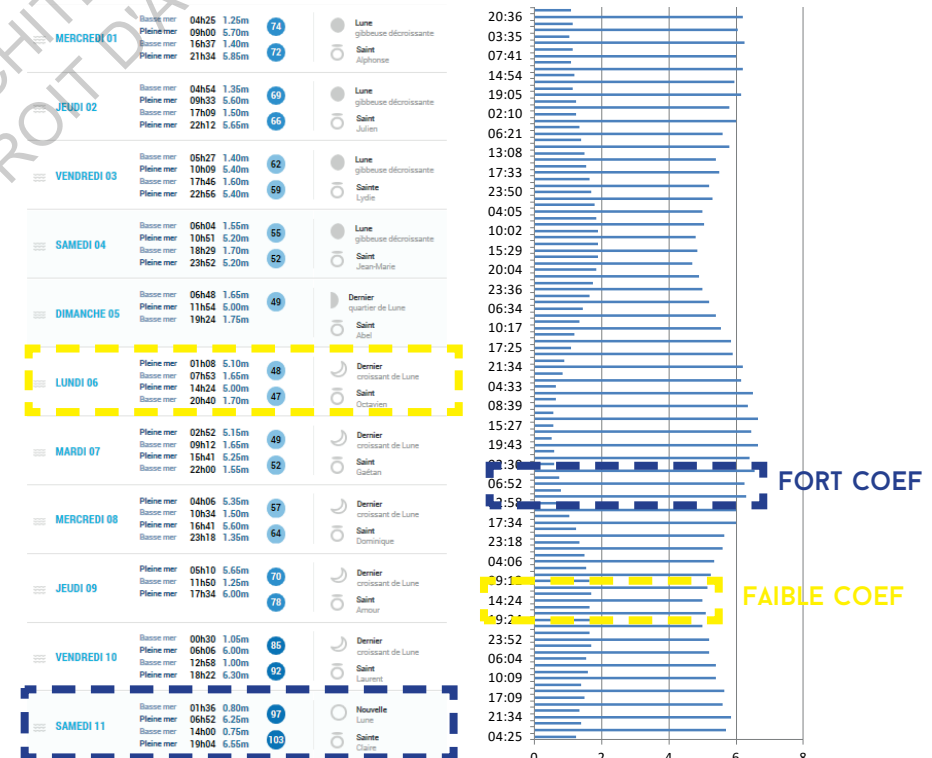 CHIT
ROIT D'A
MERCREDI 01
Basse mer 04h25 1.25m
Pleine mer 09h00 5.70m
Basse mer 16h37 1.40m
Pleine mer 21h34 5.85m
74
72
Lune
gibbeuse décroissante
Saint
Alphonse
JEUDI 02
Basse mer 04h54 1.35m
Pleine mer 09h33 5.60m
Basse mer 17h09 1.50m
Pleine mer 22h12 5.65m
69
66
Lune
gibbeuse décroissante
Saint
Julien
VENDREDI 03
Basse mer 05h27 1.40m
Pleine mer 10h09 5.40m
Basse mer 17h46 1.60m
Pleine mer 22h56 5.40m
62
59
Lune
gibbeuse décroissante
Sainte
Lydie
SAMEDI 04
Basse mer 06h04 1.55m
Pleine mer 10h51 5.20m
Basse mer 18h29 1.70m
Pleine mer 23h52 5.20m
55
52
Lune
gibbeuse décroissante
Saint
Jean-Marie
DIMANCHE 05
Basse mer 06h48 1.65m
Pleine mer 11h54 5.00m
Basse mer 19h24 1.75m
49
Dernier
quartier de Lune
Saint
Abel
LUNDI 06
Pleine mer 01h08 5.10m
Basse mer 07h53 1.65m
Pleine mer 14h24 5.00m
Basse mer 20h40 1.70m
48
47
Dernier
croissant de Lune
Saint
Octavien
MARDI 07
Pleine mer 02h52 5.15m
Basse mer 09h12 1.65m
Pleine mer 15h41 5.25m
Basse mer 22h00 1.55m
49
52
Dernier
croissant de Lune
Saint
Gaétan
MERCREDI 08
Pleine mer 04h06 5.35m
Basse mer 10h34 1.50m
Pleine mer 16h41 5.60m
Basse mer 23h18 1.35m
57
64
Dernier
croissant de Lune
Saint
Dominique
JEUDI 09
Pleine mer 05h10 5.65m
Basse mer 11h50 1.25m
Pleine mer 17h34 6.00m
70
78
Dernier
croissant de Lune
Saint
Amour
VENDREDI 10
Basse mer 00h30 1.05m
Pleine mer 06h06 6.00m
Basse mer 12h58 1.00m
Pleine mer 18h22 6.30m
85
92
Dernier
croissant de Lune
Saint
Laurent
SAMEDI 11
Basse mer 01h36 0.80m
Pleine mer 06h52 6.25m
Basse mer 14h00 0.75m
Pleine mer 19h04 6.55m
97
103
Nouvelle
Lune
Sainte
Claire
20:36
03:35
07:41
14:54
19:05
02:10
06:21
13:08
17:33
23:50
04:05
10:02
15:29
20:04
23:36
06:34
10:17
17:25
21:34
04:33
08:39
15:27
19:43
06:52
17:34
23:18
04:06
14:24
19:24
23:52
06:04
10:09
17:09
21:34
04:25
0 2 4 6 8
FORT COEF
FAIBLE COEF